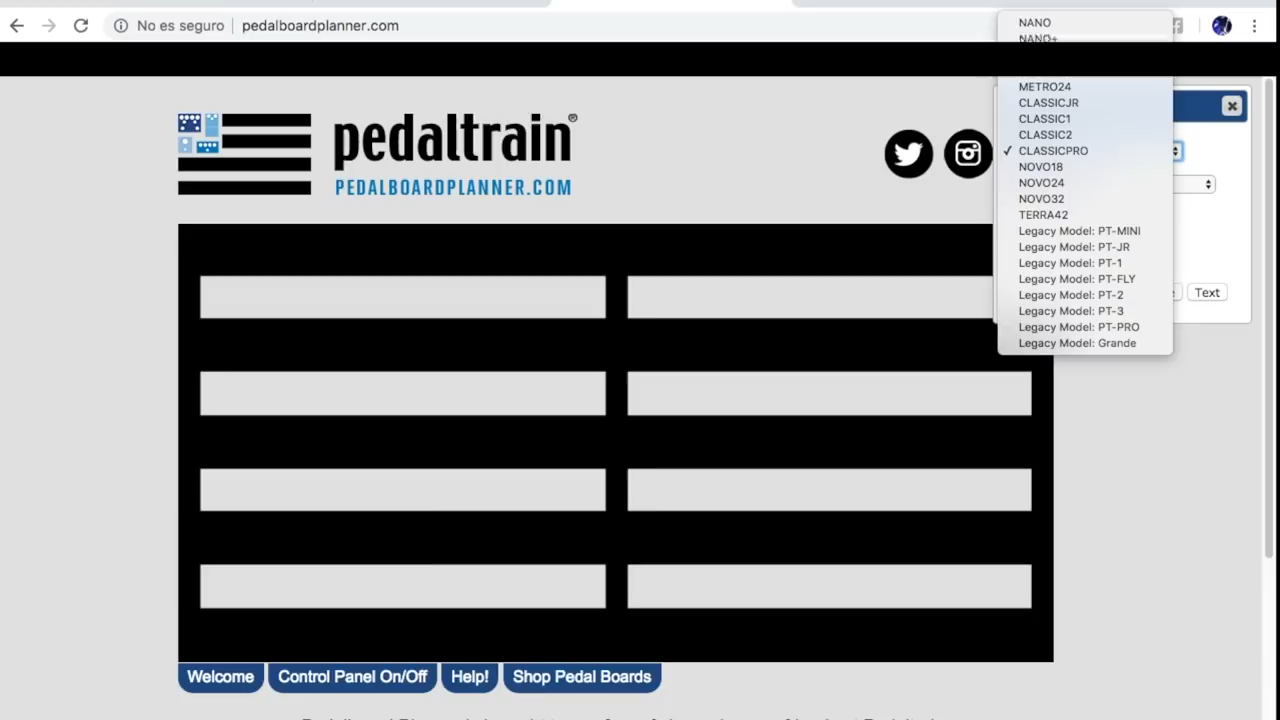 No es seguro
pedalboardplanner.com
NANO
NANO+
METRO24
CLASSICJR
CLASSIC1
CLASSIC2
✓ CLASSICPRO
NOVO18
NOVO24
NOVO32
TERRA42
Legacy Model: PT-MINI
Legacy Model: PT-JR
Legacy Model: PT-1
Legacy Model: PT-FLY
Legacy Model: PT-2
Legacy Model: PT-3
Legacy Model: PT-PRO
Legacy Model: Grande
pedaltrain®
PEDALBOARDPLANNER.COM
Text
Welcome
Control Panel On/Off
Help!
Shop Pedal Boards